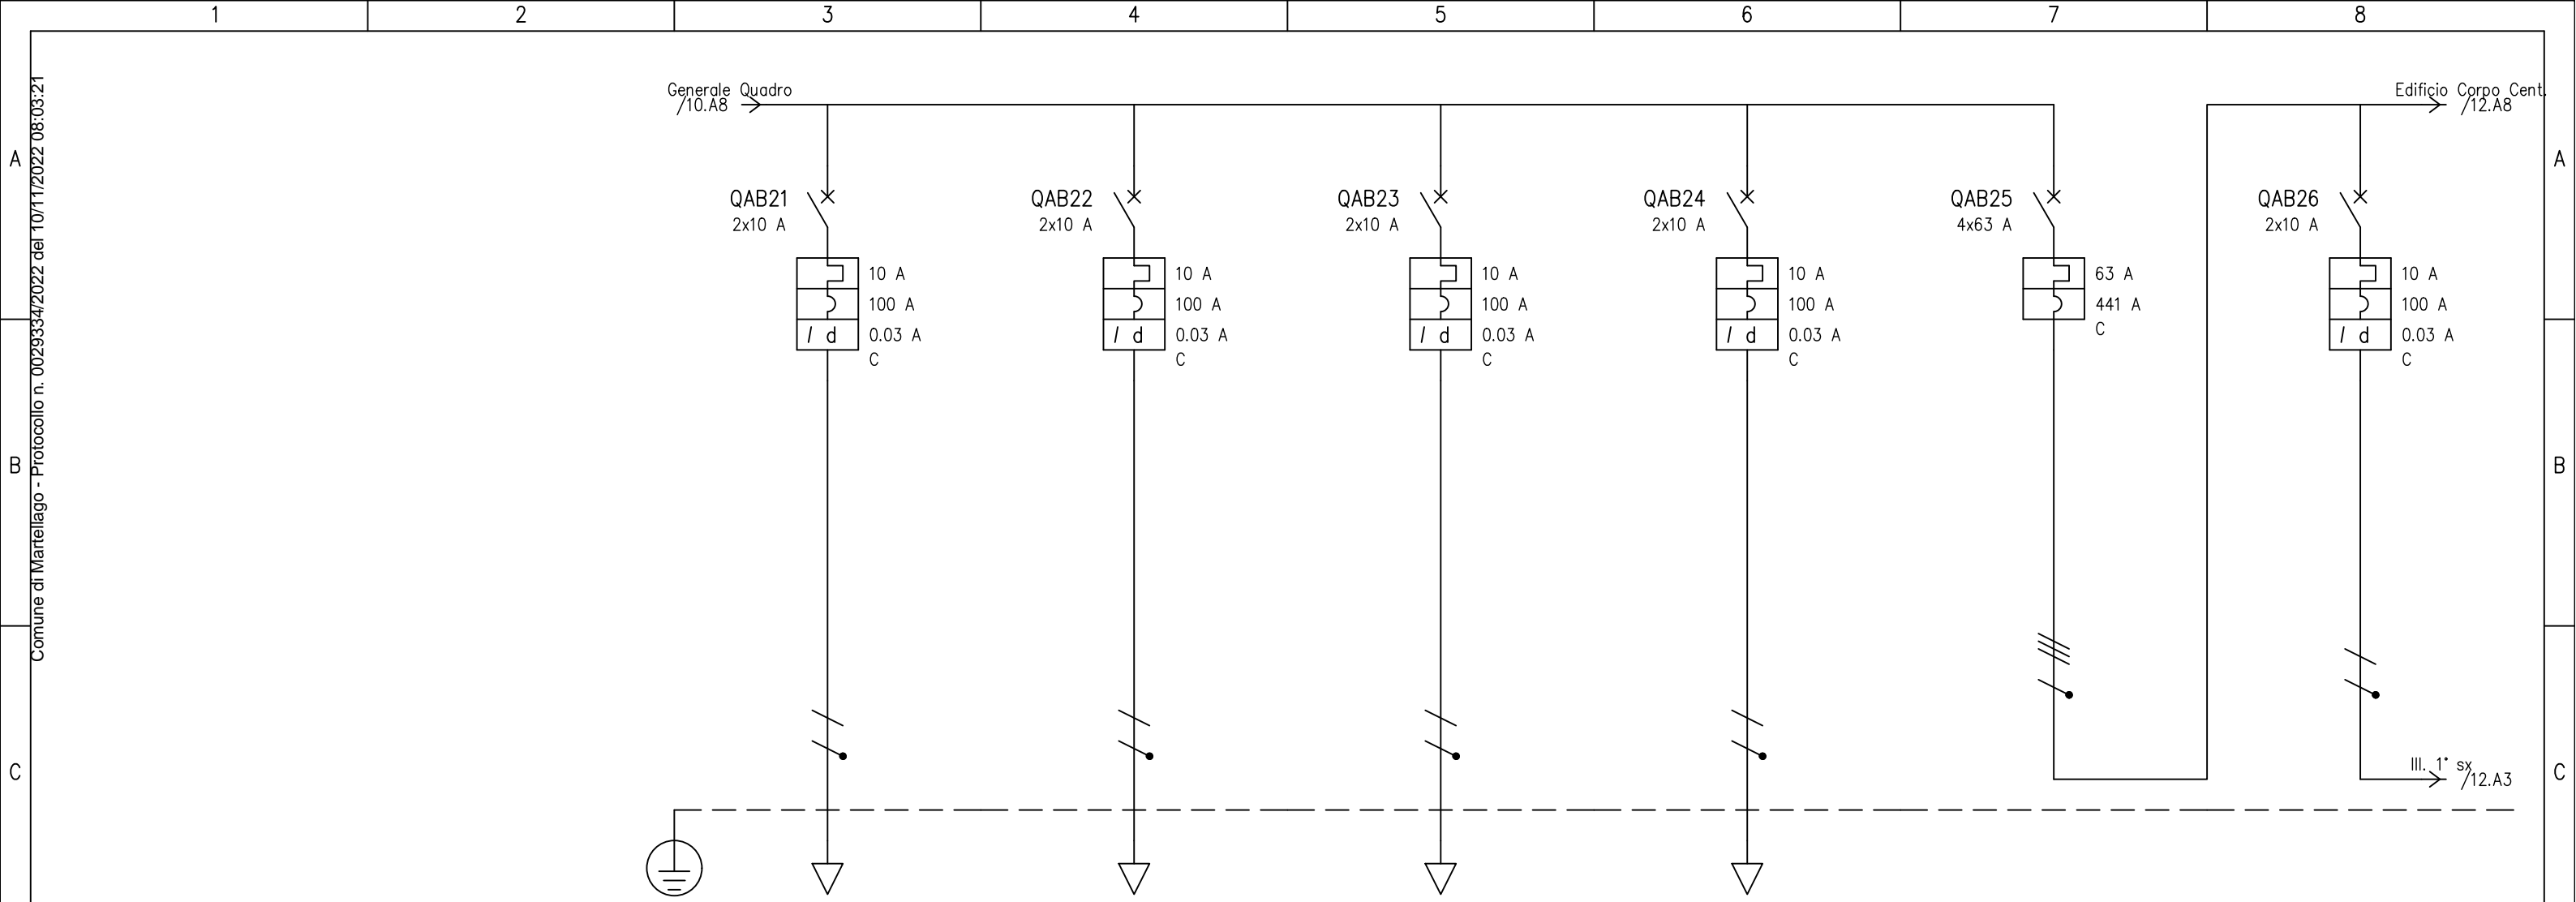 1 2 3 4 5 6 7 8
Comune di Martellago - Protocollo n. 0029334/2022 del 10/11/2022 08:03:21
Generale Quadro
/10.A8
Edificio Corpo Cent.
/12.A8
A A
QAB21 QAB22 QAB23 QAB24 QAB25 QAB26
2x10 A 2x10 A 2x10 A 2x10 A 4x63 A 2x10 A
10 A 10 A 10 A 10 A 63 A 10 A
100 A 100 A 100 A 100 A 441 A 100 A
I d 0.03 A I d 0.03 A I d 0.03 A I d 0.03 A C I d 0.03 A
C C C C C
B B
Ill. 1° sx
/12.A3
C C